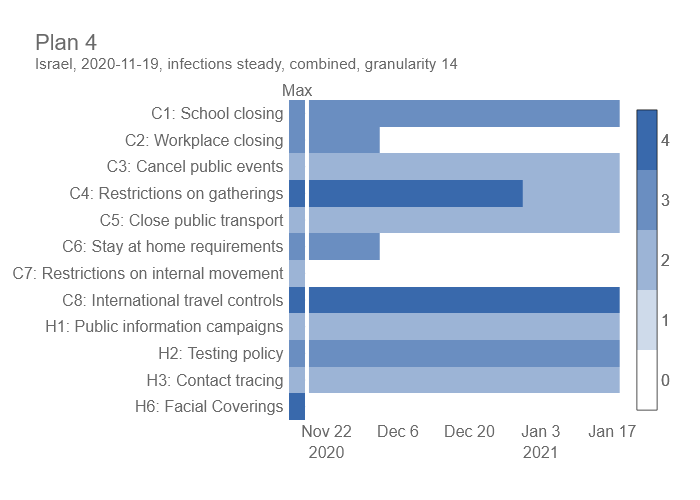 Plan 4
Israel, 2020-11-19, infections steady, combined, granularity 14
Max
C1: School closing
C2: Workplace closing
C3: Cancel public events
C4: Restrictions on gatherings
C5: Close public transport
C6: Stay at home requirements
C7: Restrictions on internal movement
C8: International travel controls
H1: Public information campaigns
H2: Testing policy
H3: Contact tracing
H6: Facial Coverings
4
3
2
1
0
Nov 22 Dec 6 Dec 20 Jan 3 Jan 17
2020 2021